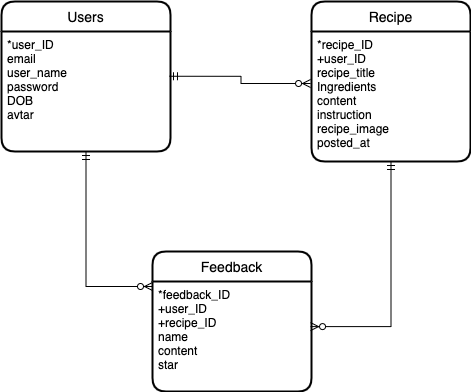 Users
*user_ID
email
user_name
password
DOB
avtar
Recipe
*recipe_ID
+user_ID
recipe_title
Ingredients
content
instruction
recipe_image
posted_at
Feedback
*feedback_ID
+user_ID
+recipe_ID
name
content
star